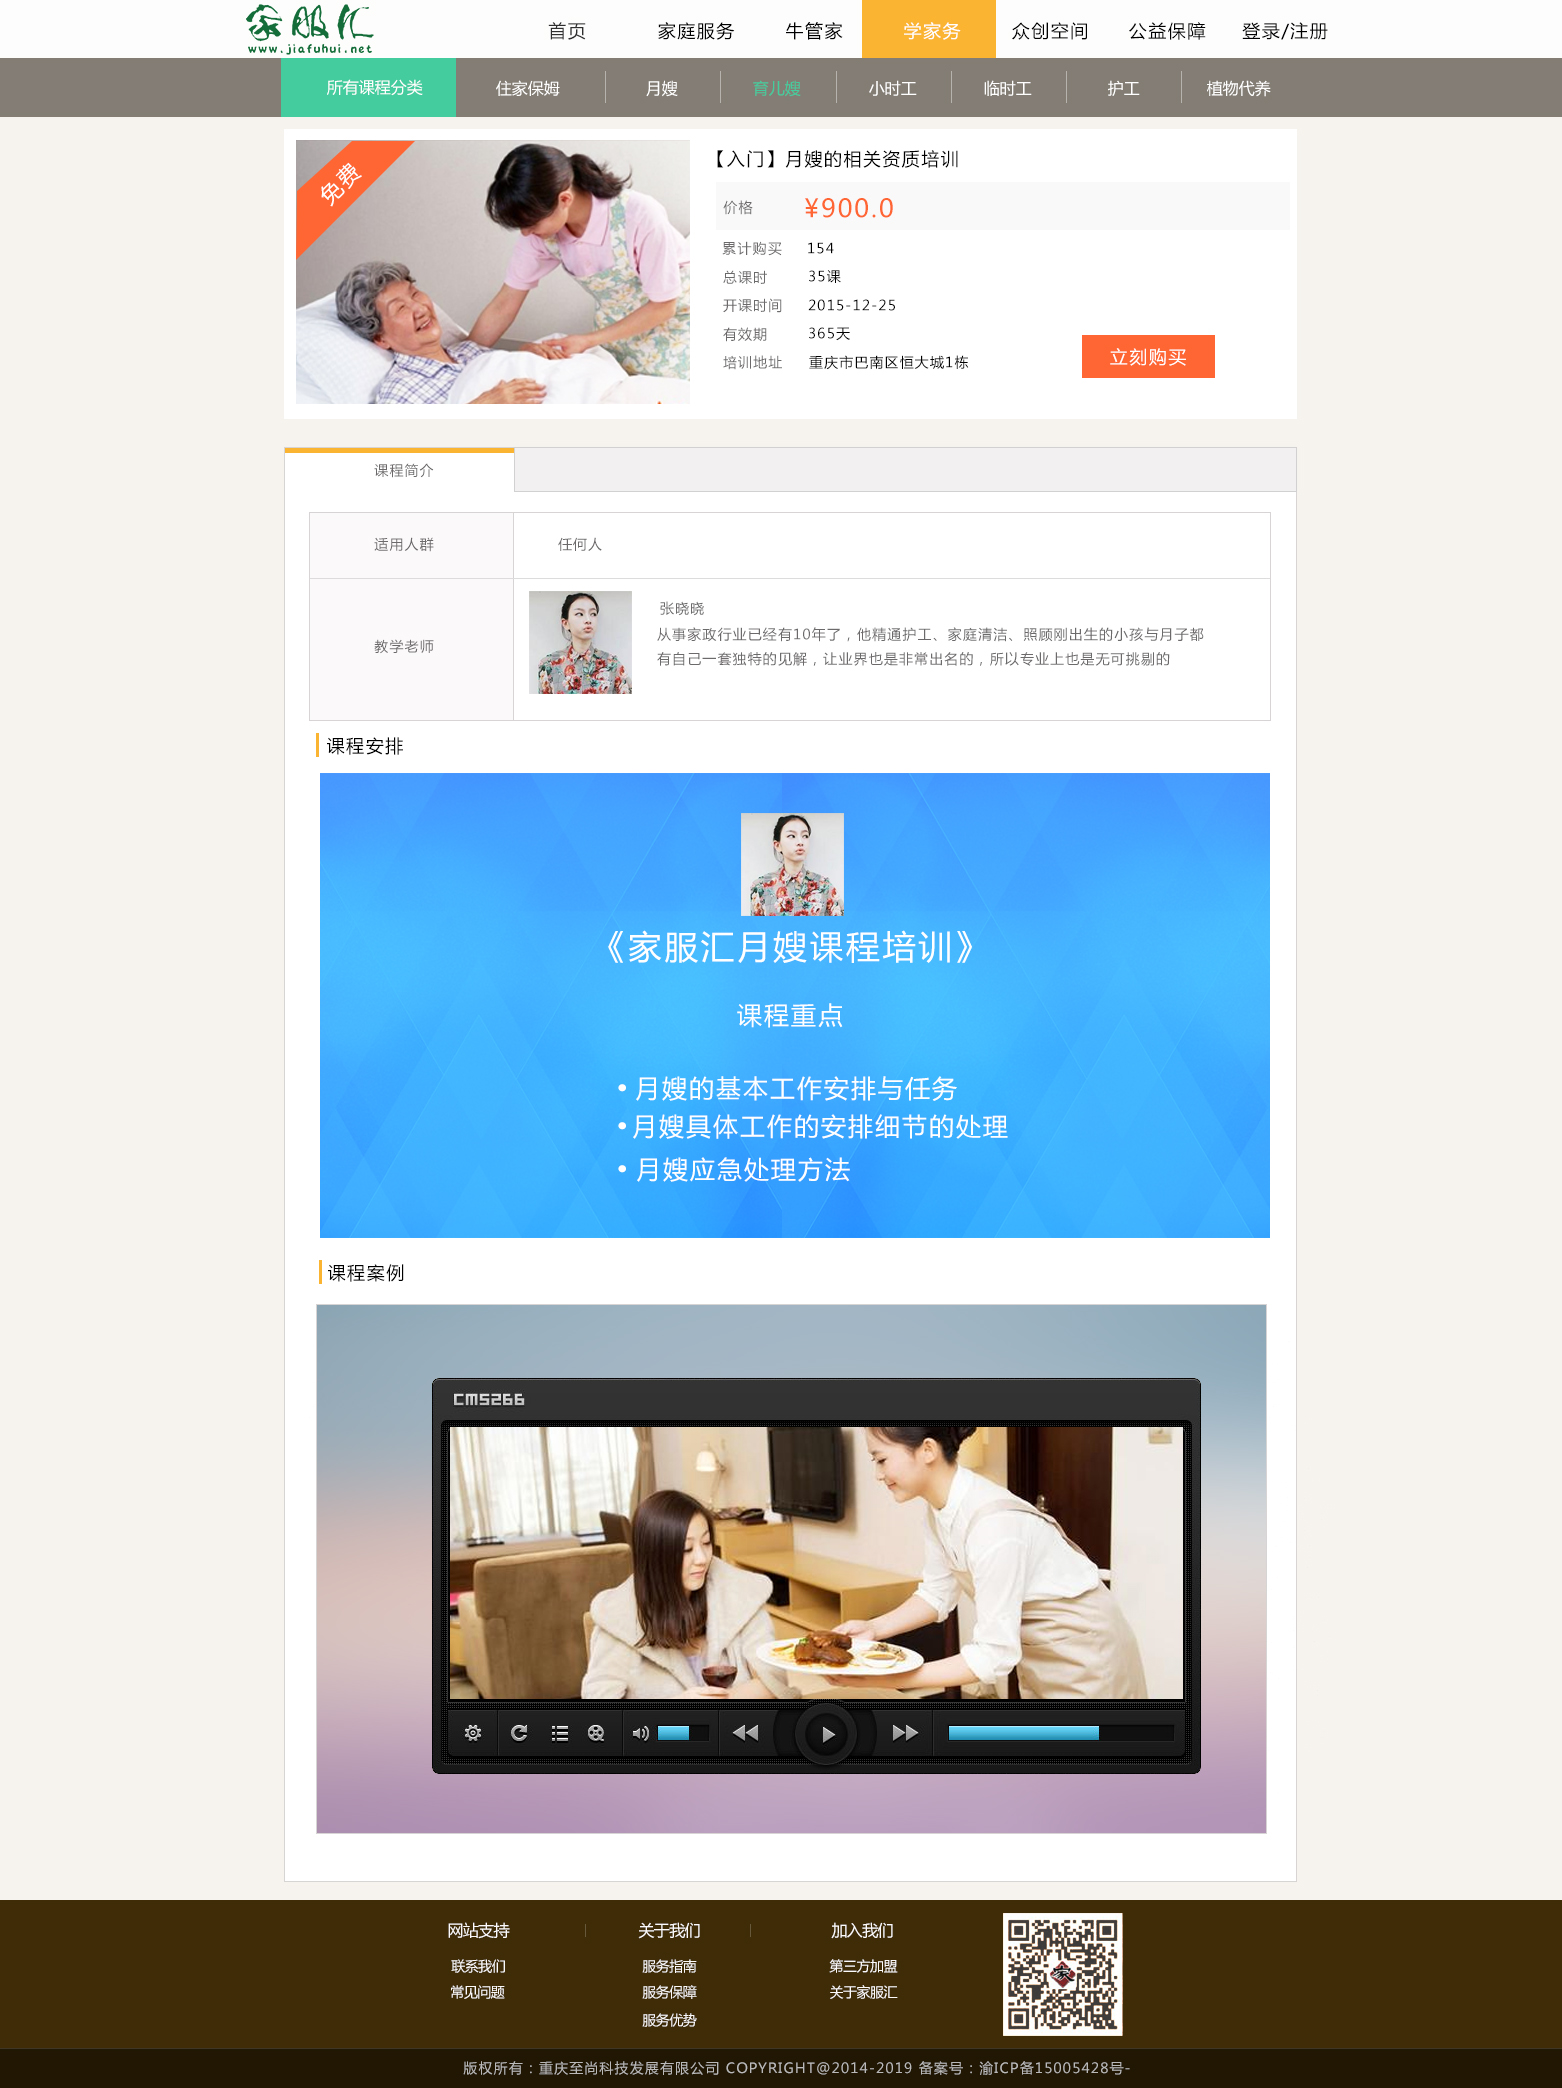 家服汇
www.jiafuhui.net
首页 家庭服务 牛管家 学家务 众创空间 公益保障 登录/注册
所有课程分类 住家保姆 月嫂 育儿嫂 小时工 临时工 护工 植物代养
免费
【入门】月嫂的相关资质培训
价格 ¥900.0
累计购买 154
总课时 35课
开课时间 2015-12-25
有效期 365天
培训地址 重庆市巴南区恒大城1栋
立刻购买
课程简介
适用人群 任何人
教学老师
张晓晓
从事家政行业已经有10年了，他精通护工、家庭清洁、照顾刚出生的小孩与月子都
有自己一套独特的见解，让业界也是非常出名的，所以专业上也是无可挑剔的
课程安排
《家服汇月嫂课程培训》
课程重点
• 月嫂的基本工作安排与任务
• 月嫂具体工作的安排细节的处理
• 月嫂应急处理方法
课程案例
CMS266
网站支持 关于我们 加入我们
联系我们 服务指南 第三方加盟
常见问题 服务保障 关于家服汇
服务优势
家
版权所有：重庆至尚科技发展有限公司 COPYRIGHT@2014-2019 备案号：渝ICP备15005428号-